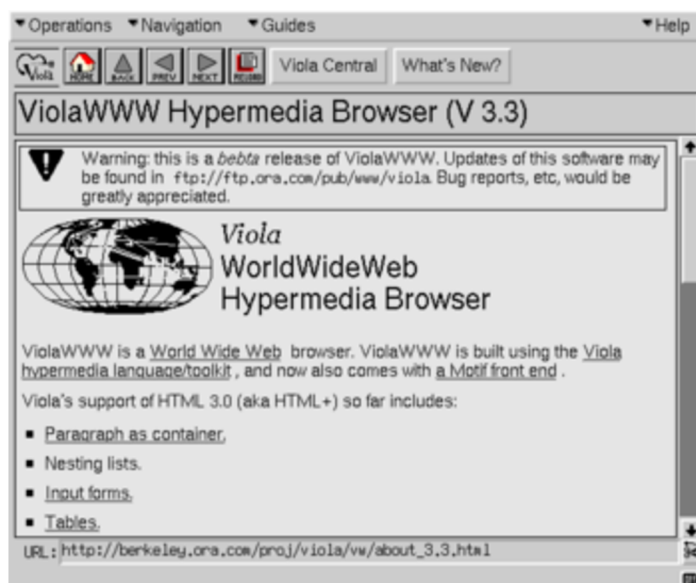 Operations Navigation Guides Help
Viola HOME BACK PREV NEXT RELOAD Viola Central What's New?
ViolaWWW Hypermedia Browser (V 3.3)
Warning: this is a bebta release of ViolaWWW. Updates of this software may
be found in ftp://ftp.ora.com/pub/www/viola. Bug reports, etc, would be
greatly appreciated.
Viola
WorldWideWeb
Hypermedia Browser
ViolaWWW is a World Wide Web browser. ViolaWWW is built using the Viola
hypermedia language/toolkit , and now also comes with a Motif front end .
Viola's support of HTML 3.0 (aka HTML+) so far includes:
Paragraph as container.
Nesting lists.
Input forms.
Tables.
URL: http://berkeley.ora.com/proj/viola/vw/about_3.3.html